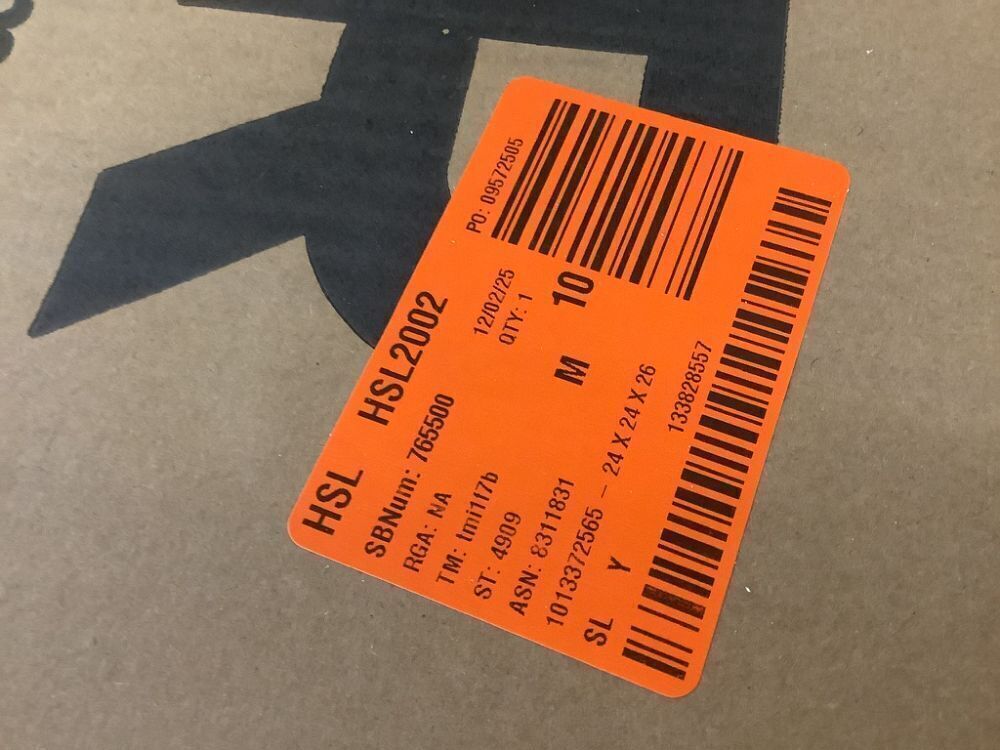 HSL HSL2002
SBNum: 765500 12/02/25 PO: 09572505
RGA: NA QTY: 1
TM: tmi117b
ST: 4909 M 10
ASN: 8311831
1013372565 – 24 X 24 X 26
SL Y 133828557